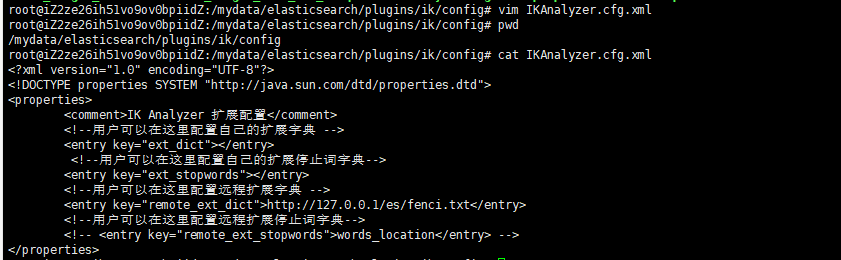 root@iZ2ze26ih51vo9ov0bpiidZ:/mydata/elasticsearch/plugins/ik/config# vim IKAnalyzer.cfg.xml
root@iZ2ze26ih51vo9ov0bpiidZ:/mydata/elasticsearch/plugins/ik/config# pwd
/mydata/elasticsearch/plugins/ik/config
root@iZ2ze26ih51vo9ov0bpiidZ:/mydata/elasticsearch/plugins/ik/config# cat IKAnalyzer.cfg.xml
<?xml version="1.0" encoding="UTF-8"?>
<!DOCTYPE properties SYSTEM "http://java.sun.com/dtd/properties.dtd">
<properties>
        <comment>IK Analyzer 扩展配置</comment>
        <!--用户可以在这里配置自己的扩展字典 -->
        <entry key="ext_dict"></entry>
         <!--用户可以在这里配置自己的扩展停止词字典-->
        <entry key="ext_stopwords"></entry>
        <!--用户可以在这里配置远程扩展字典 -->
        <entry key="remote_ext_dict">http://127.0.0.1/es/fenci.txt</entry>
        <!--用户可以在这里配置远程扩展停止词字典-->
        <!-- <entry key="remote_ext_stopwords">words_location</entry> -->
</properties>